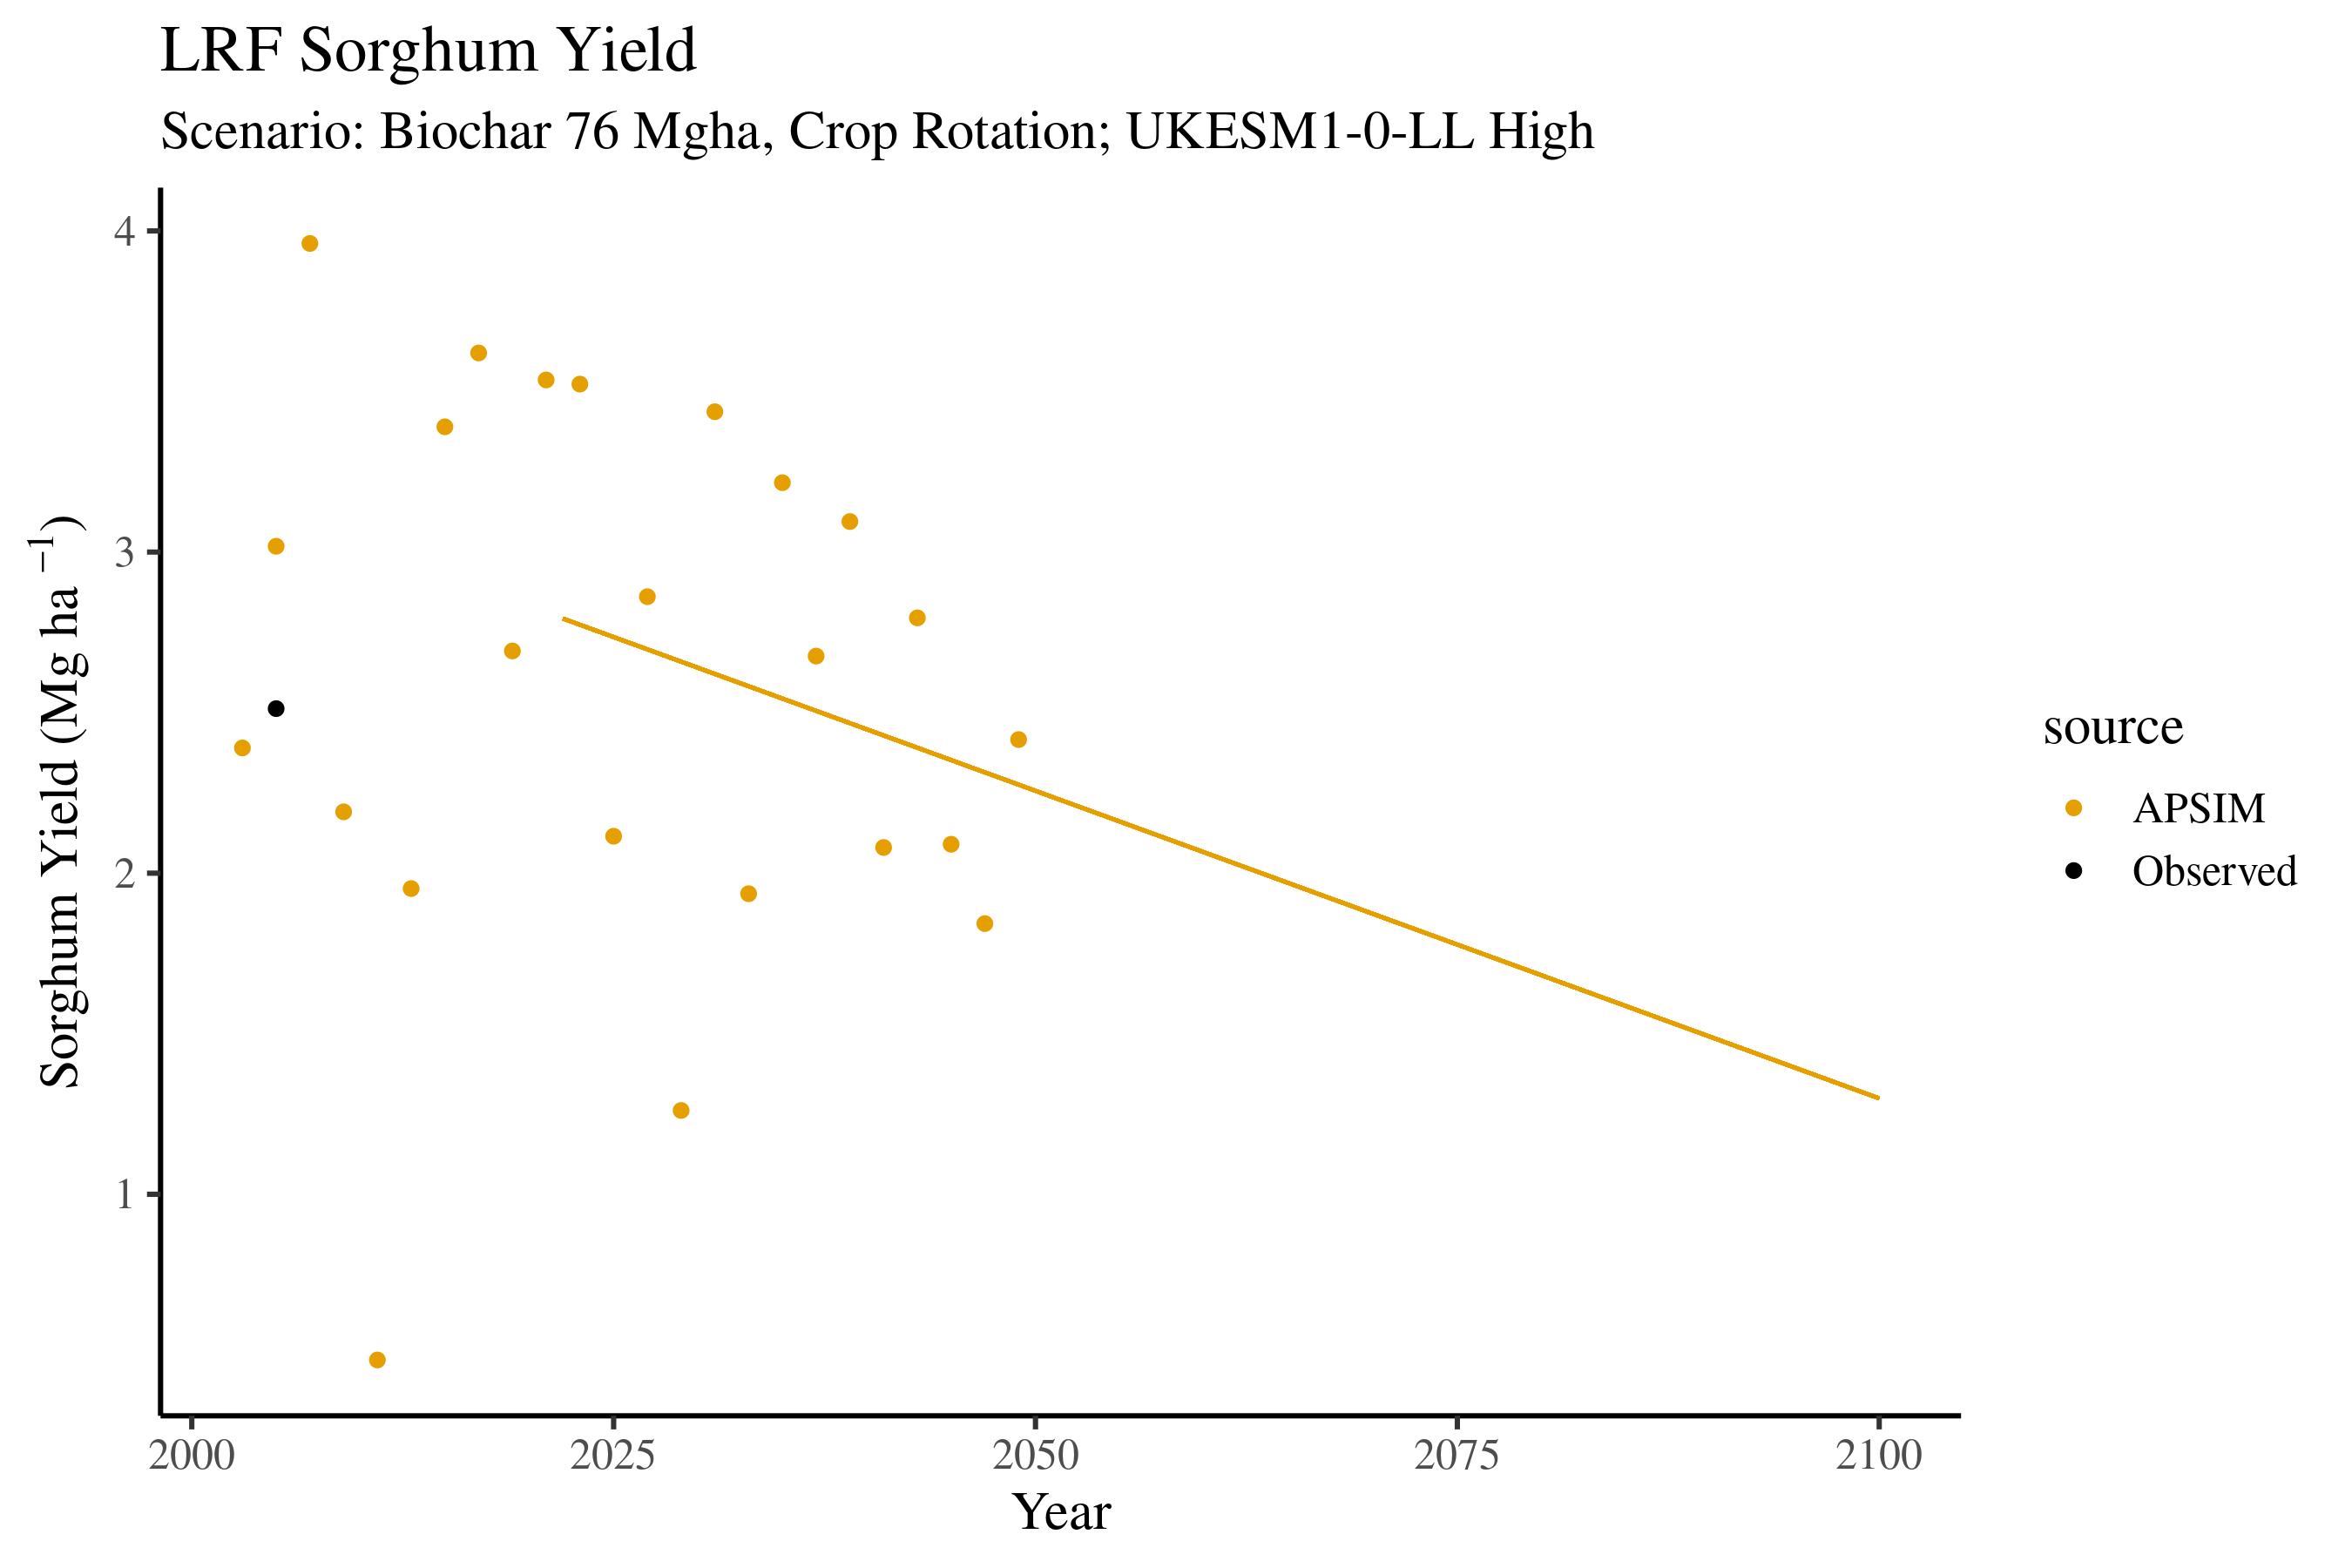 LRF Sorghum Yield
Scenario: Biochar 76 Mgha, Crop Rotation; UKESM1-0-LL High
Sorghum Yield (Mg ha⁻¹)
4
3
2
1
2000 2025 2050 2075 2100
Year
source
APSIM
Observed